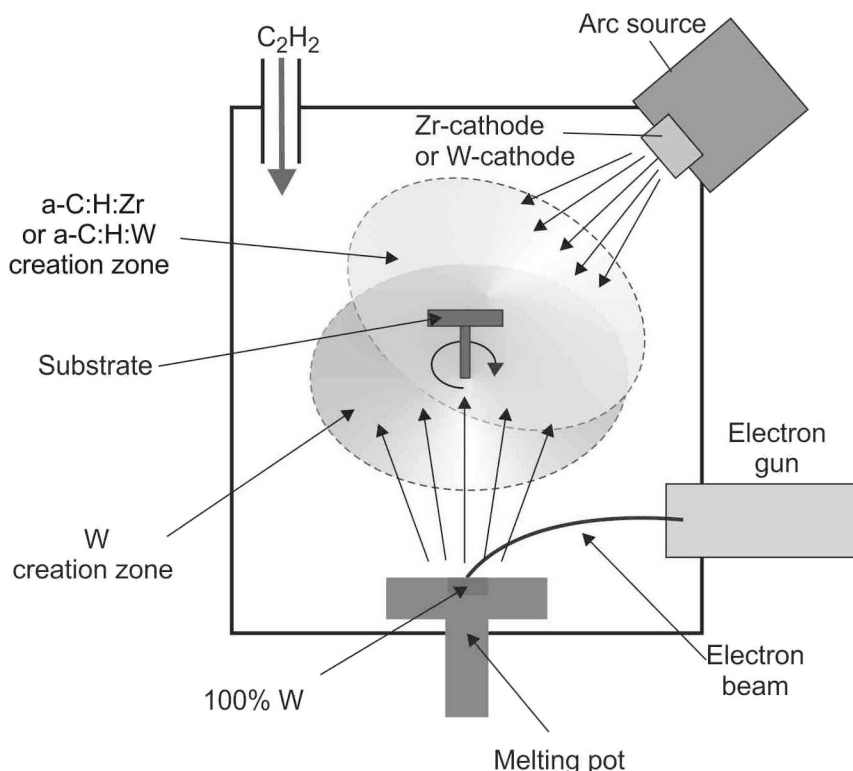 C2H2
Arc source
Zr-cathode
or W-cathode
a-C:H:Zr
or a-C:H:W
creation zone
Substrate
Electron
gun
W
creation zone
Electron
beam
100% W
Melting pot